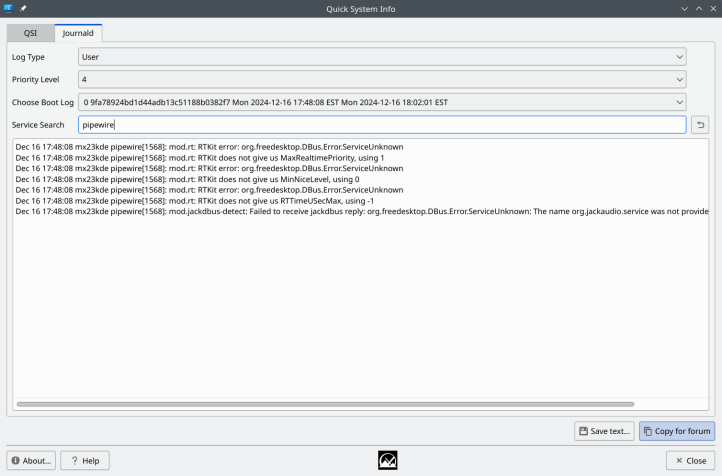 Quick System Info
QSI
Journald
Log Type
User
Priority Level
4
Choose Boot Log
0 9fa78924bd1d44adb13c51188b0382f7 Mon 2024-12-16 17:48:08 EST Mon 2024-12-16 18:02:01 EST
Service Search
pipewire
Dec 16 17:48:08 mx23kde pipewire[1568]: mod.rt: RTKit error: org.freedesktop.DBus.Error.ServiceUnknown
Dec 16 17:48:08 mx23kde pipewire[1568]: mod.rt: RTKit does not give us MaxRealtimePriority, using 1
Dec 16 17:48:08 mx23kde pipewire[1568]: mod.rt: RTKit error: org.freedesktop.DBus.Error.ServiceUnknown
Dec 16 17:48:08 mx23kde pipewire[1568]: mod.rt: RTKit does not give us MinNiceLevel, using 0
Dec 16 17:48:08 mx23kde pipewire[1568]: mod.rt: RTKit error: org.freedesktop.DBus.Error.ServiceUnknown
Dec 16 17:48:08 mx23kde pipewire[1568]: mod.rt: RTKit does not give us RTTimeUSecMax, using -1
Dec 16 17:48:08 mx23kde pipewire[1568]: mod.jackdbus-detect: Failed to receive jackdbus reply: org.freedesktop.DBus.Error.ServiceUnknown: The name org.jackaudio.service was not provide
Save text...
Copy for forum
About...
? Help
Close